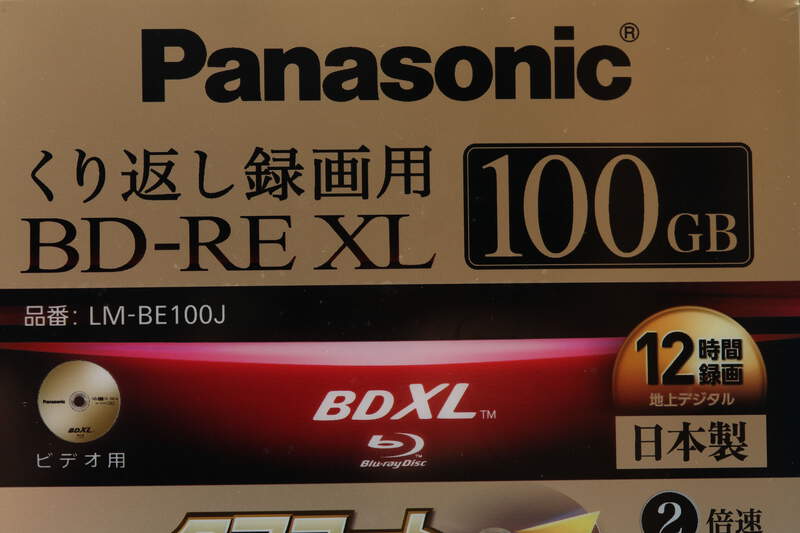 Panasonic®
くり返し録画用
BD-RE XL
100GB
品番: LM-BE100J
12時間
録画
地上デジタル
日本製
Panasonic
BDXL
ビデオ用
BDXL™
Blu-rayDisc™
2倍速